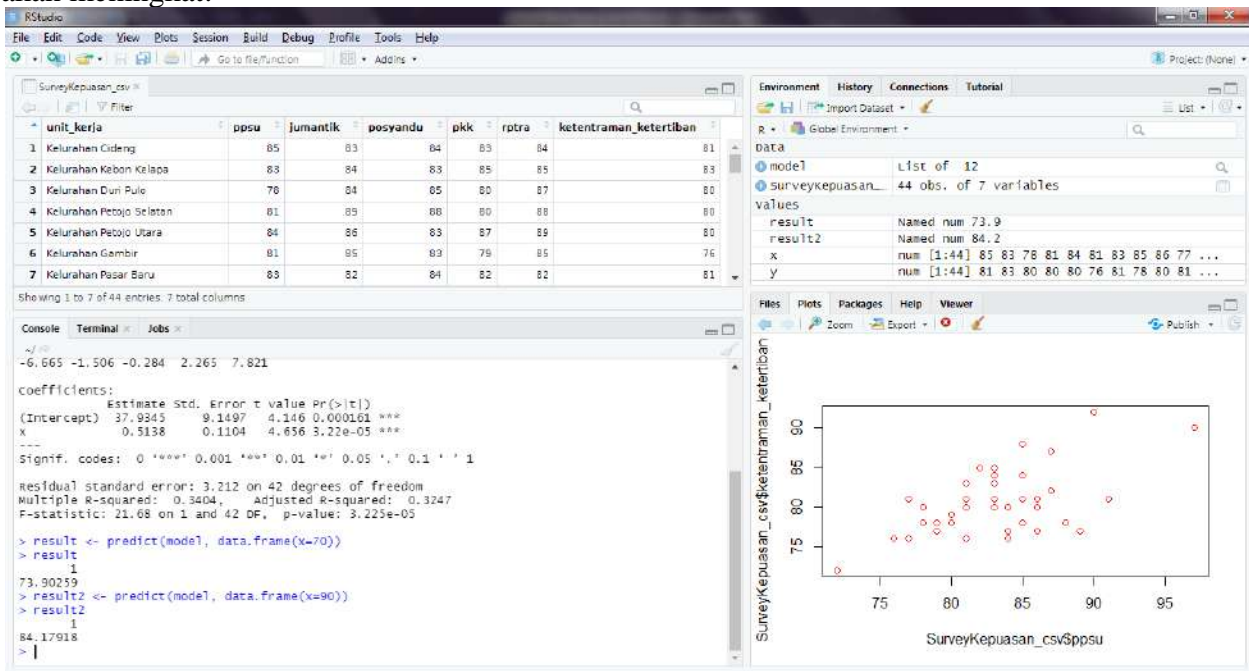 RStudio
File Edit Code View Plots Session Build Debug Profile Tools Help
Go to file/function Addins Project: (None)
SurveyKepuasan_csv
Filter
unit_kerja ppsu jumantik posyandu pkk rptra ketentraman_ketertiban
1 Kelurahan Cideng 85 83 84 83 84 81
2 Kelurahan Kebon Kelapa 83 84 83 85 85 83
3 Kelurahan Duri Pulo 78 84 85 80 87 80
4 Kelurahan Petojo Selatan 81 89 88 80 88 80
5 Kelurahan Petojo Utara 84 86 83 87 89 80
6 Kelurahan Gambir 81 85 83 79 85 76
7 Kelurahan Pasar Baru 83 82 84 82 82 81
Showing 1 to 7 of 44 entries, 7 total columns
Console Terminal Jobs
~/
-6.665 -1.506 -0.284 2.265 7.821
Coefficients:
Estimate Std. Error t value Pr(>|t|)
(Intercept) 37.9345 9.1497 4.146 0.000161 ***
x 0.5138 0.1104 4.656 3.22e-05 ***
---
Signif. codes: 0 '***' 0.001 '**' 0.01 '*' 0.05 '.' 0.1 ' ' 1
Residual standard error: 3.212 on 42 degrees of freedom
Multiple R-squared: 0.3404, Adjusted R-squared: 0.3247
F-statistic: 21.68 on 1 and 42 DF, p-value: 3.225e-05
> result <- predict(model, data.frame(x=70))
> result
1
73.90259
> result2 <- predict(model, data.frame(x=90))
> result2
1
84.17918
>
Environment History Connections Tutorial
Import Dataset List
R Global Environment
Data
model List of 12
SurveyKepuasan_… 44 obs. of 7 variables
Values
result Named num 73.9
result2 Named num 84.2
x num [1:44] 85 83 78 81 84 81 83 85 86 77 ...
y num [1:44] 81 83 80 80 80 76 81 78 80 81 ...
Files Plots Packages Help Viewer
Zoom Export Publish
SurveyKepuasan_csv$ketentraman_ketertiban
90
85
80
75
75 80 85 90 95
SurveyKepuasan_csv$ppsu